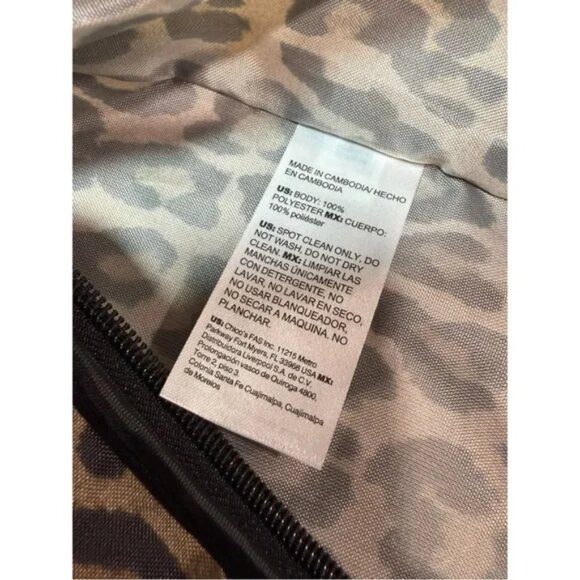 MADE IN CAMBODIA/ HECHO
EN CAMBODIA
US: BODY: 100%
POLYESTER MX: CUERPO:
100% poliéster
US: SPOT CLEAN ONLY, DO
NOT WASH, DO NOT DRY
CLEAN. MX: LIMPIAR LAS
MANCHAS ÚNICAMENTE
CON DETERGENTE. NO
LAVAR, NO LAVAR EN SECO,
NO USAR BLANQUEADOR,
NO SECAR A MAQUINA. NO
PLANCHAR.
US: Chico's FAS Inc. 11215 Metro
Parkway Fort Myers, FL 33966 USA MX:
Distribuidora Liverpool S.A. de C.V.
Prolongación vasco de Quiroga 4800,
Torre 2, piso 3
Colonia Santa Fe Cuajimalpa, Cuajimalpa
de Morelos